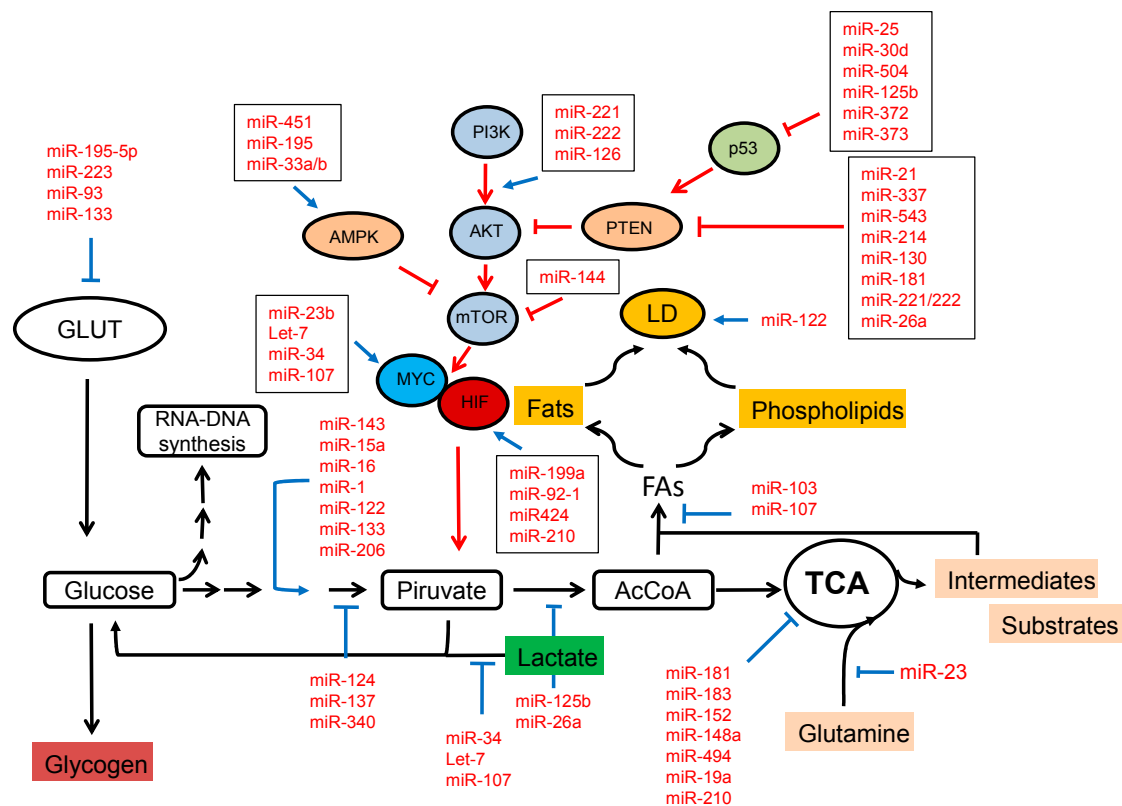 miR-25
miR-30d
miR-504
miR-125b
miR-372
miR-373
miR-221
miR-222
miR-126
PI3K
p53
miR-451
miR-195
miR-33a/b
miR-195-5p
miR-223
miR-93
miR-133
miR-21
miR-337
miR-543
miR-214
miR-130
miR-181
miR-221/222
miR-26a
AMPK
AKT
PTEN
miR-144
GLUT
mTOR
LD
miR-122
miR-23b
Let-7
miR-34
miR-107
MYC
HIF
Fats
Phospholipids
RNA-DNA
synthesis
miR-143
miR-15a
miR-16
miR-1
miR-122
miR-133
miR-206
miR-199a
miR-92-1
miR424
miR-210
FAs
miR-103
miR-107
Glucose
Piruvate
AcCoA
TCA
Intermediates
Substrates
Lactate
miR-124
miR-137
miR-340
miR-34
Let-7
miR-107
miR-125b
miR-26a
miR-181
miR-183
miR-152
miR-148a
miR-494
miR-19a
miR-210
miR-23
Glutamine
Glycogen